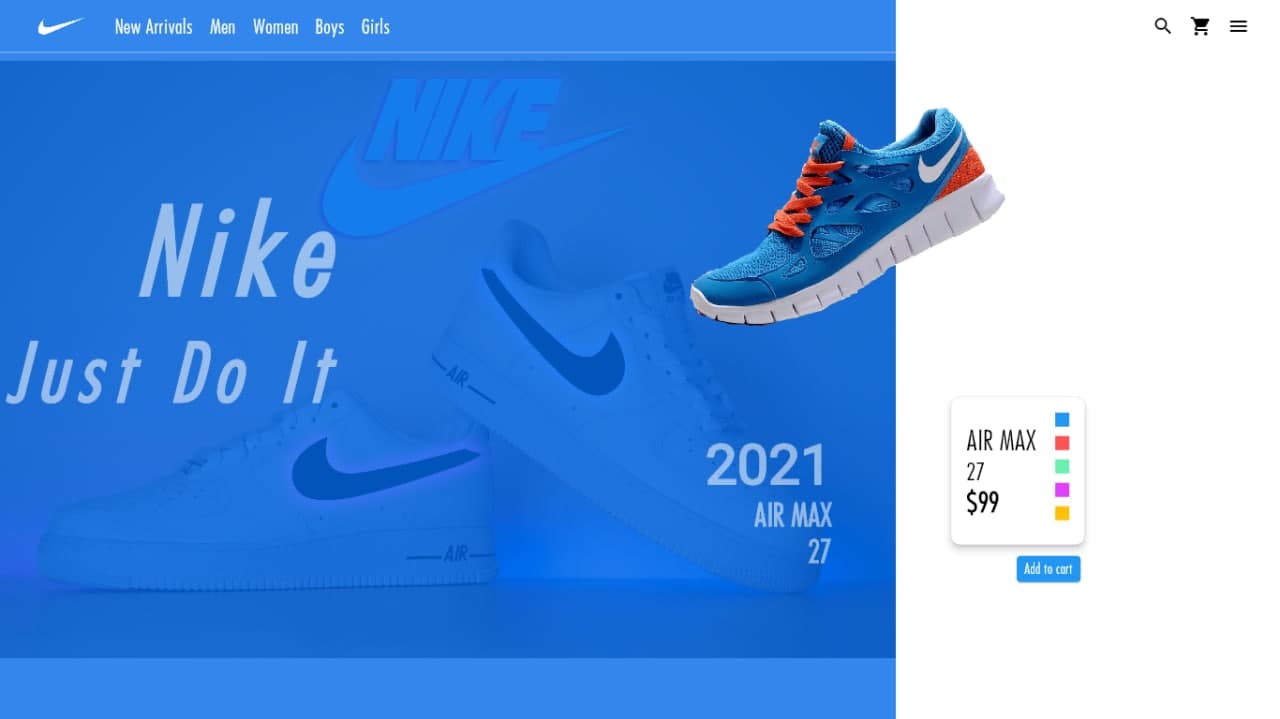 New Arrivals Men Women Boys Girls
NIKE
Nike
Just Do It
AIR
AIR
2021
AIR MAX
27
AIR MAX
27
$99
Add to cart